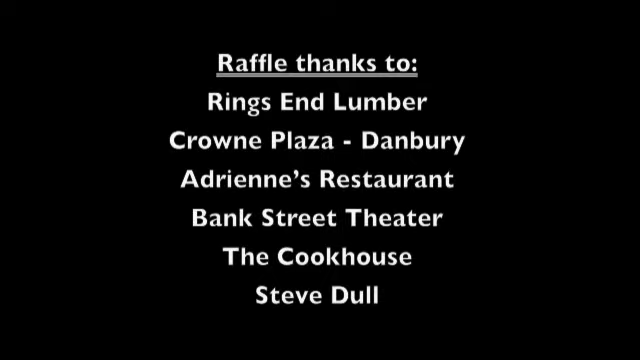 Raffle thanks to:
Rings End Lumber
Crowne Plaza - Danbury
Adrienne’s Restaurant
Bank Street Theater
The Cookhouse
Steve Dull